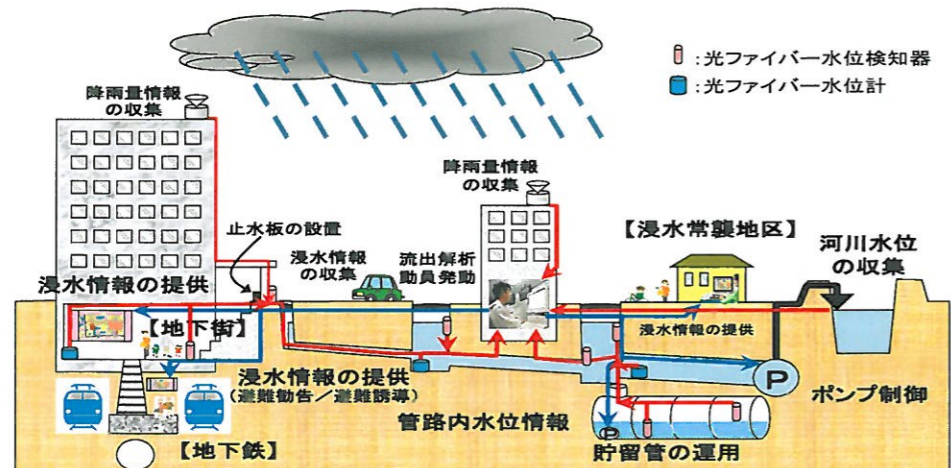 :光ファイバー水位検知器
:光ファイバー水位計
降雨量情報
の収集
降雨量情報
の収集
止水板の設置
【浸水常襲地区】
浸水情報
の収集
流出解析
動員発動
河川水位
の収集
浸水情報の提供
【地下街】
浸水情報の提供
浸水情報の提供
(避難勧告/避難誘導)
P
ポンプ制御
管路内水位情報
P
【地下鉄】
貯留管の運用